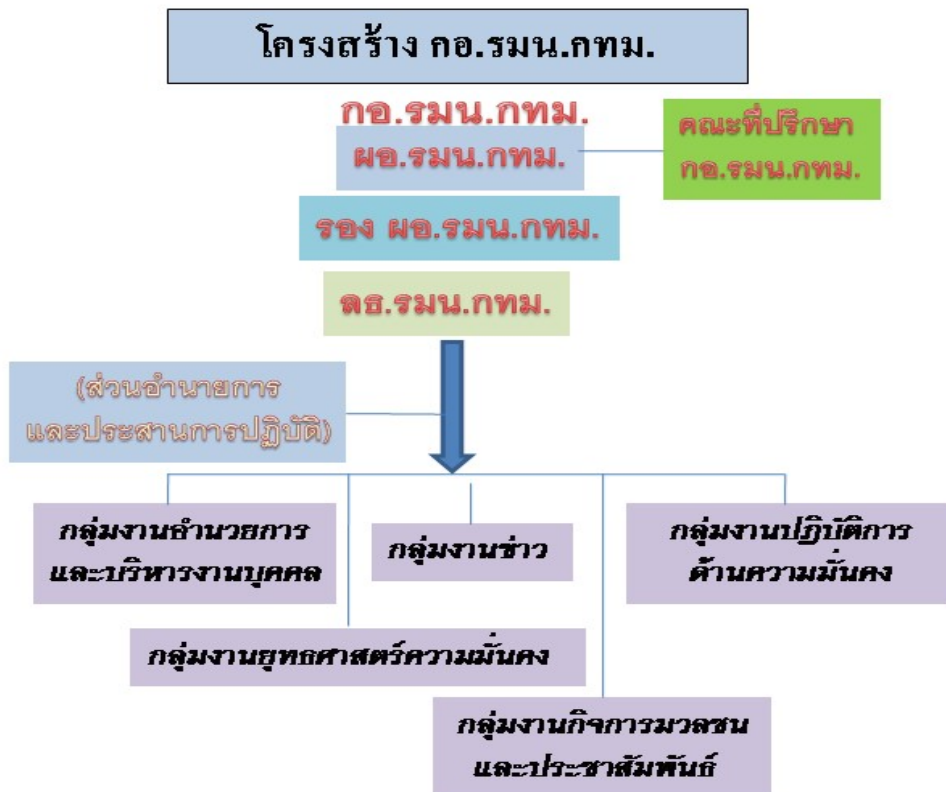 โครงสร้าง กอ.รมน.กทม.
กอ.รมน.กทม.
ผอ.รมน.กทม.
คณะที่ปรึกษา
กอ.รมน.กทม.
รอง ผอ.รมน.กทม.
ลธ.รมน.กทม.
(ส่วนอำนายการ
และประสานการปฏิบัติ)
กลุ่มงานอำนวยการ
และบริหารงานบุคคล
กลุ่มงานข่าว
กลุ่มงานปฏิบัติการ
ด้านความมั่นคง
กลุ่มงานยุทธศาสตร์ความมั่นคง
กลุ่มงานกิจการมวลชน
และประชาสัมพันธ์